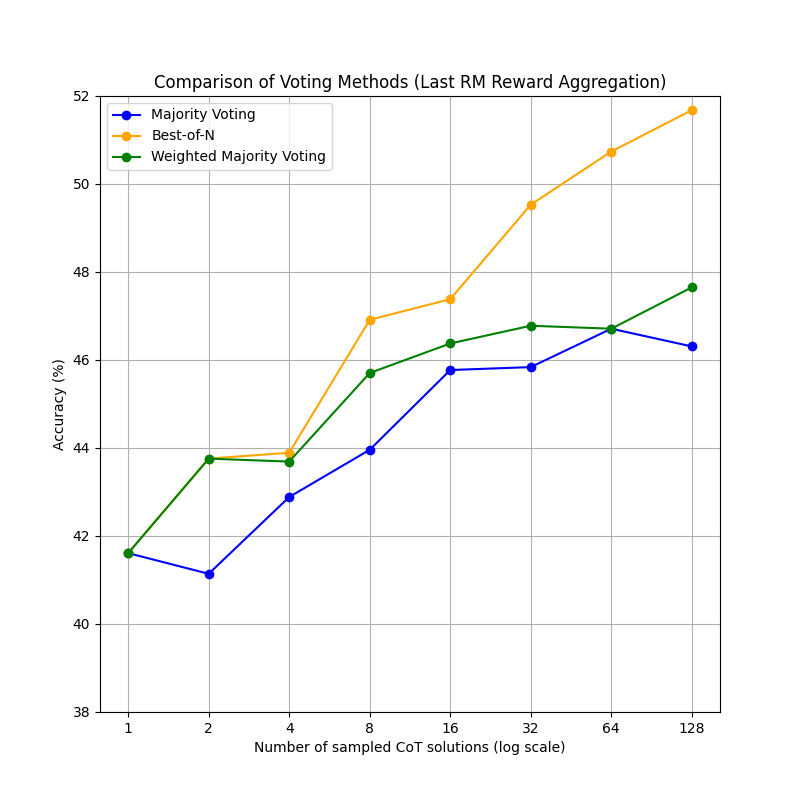 Comparison of Voting Methods (Last RM Reward Aggregation)
Majority Voting
Best-of-N
Weighted Majority Voting
52
50
48
46
44
42
40
38
Accuracy (%)
1 2 4 8 16 32 64 128
Number of sampled CoT solutions (log scale)